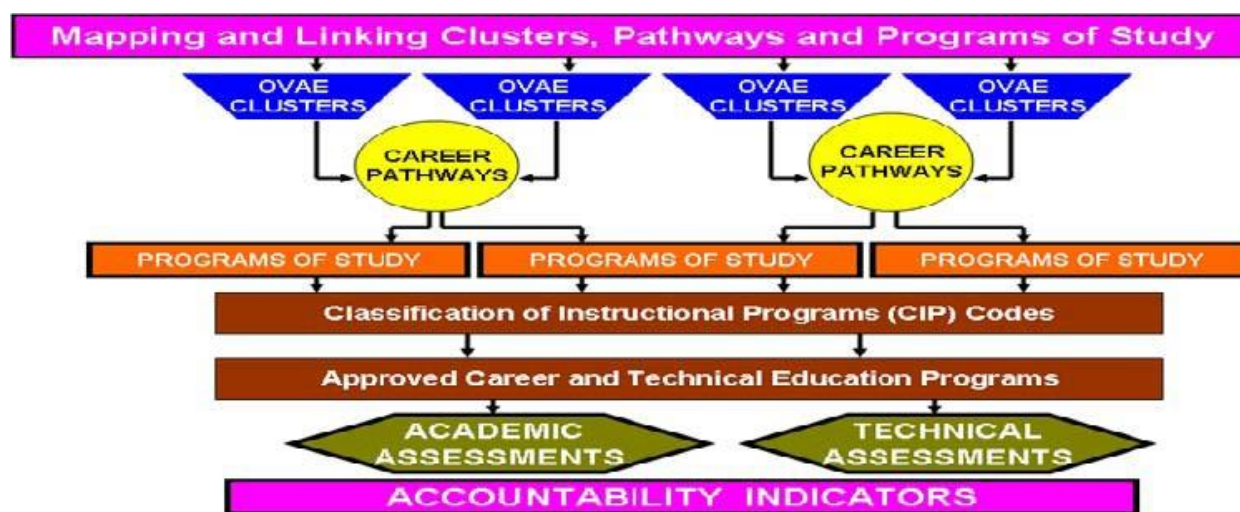 Mapping and Linking Clusters, Pathways and Programs of Study
OVAE
CLUSTERS
OVAE
CLUSTERS
OVAE
CLUSTERS
OVAE
CLUSTERS
CAREER
PATHWAYS
CAREER
PATHWAYS
PROGRAMS OF STUDY
PROGRAMS OF STUDY
PROGRAMS OF STUDY
Classification of Instructional Programs (CIP) Codes
Approved Career and Technical Education Programs
ACADEMIC
ASSESSMENTS
TECHNICAL
ASSESSMENTS
ACCOUNTABILITY INDICATORS